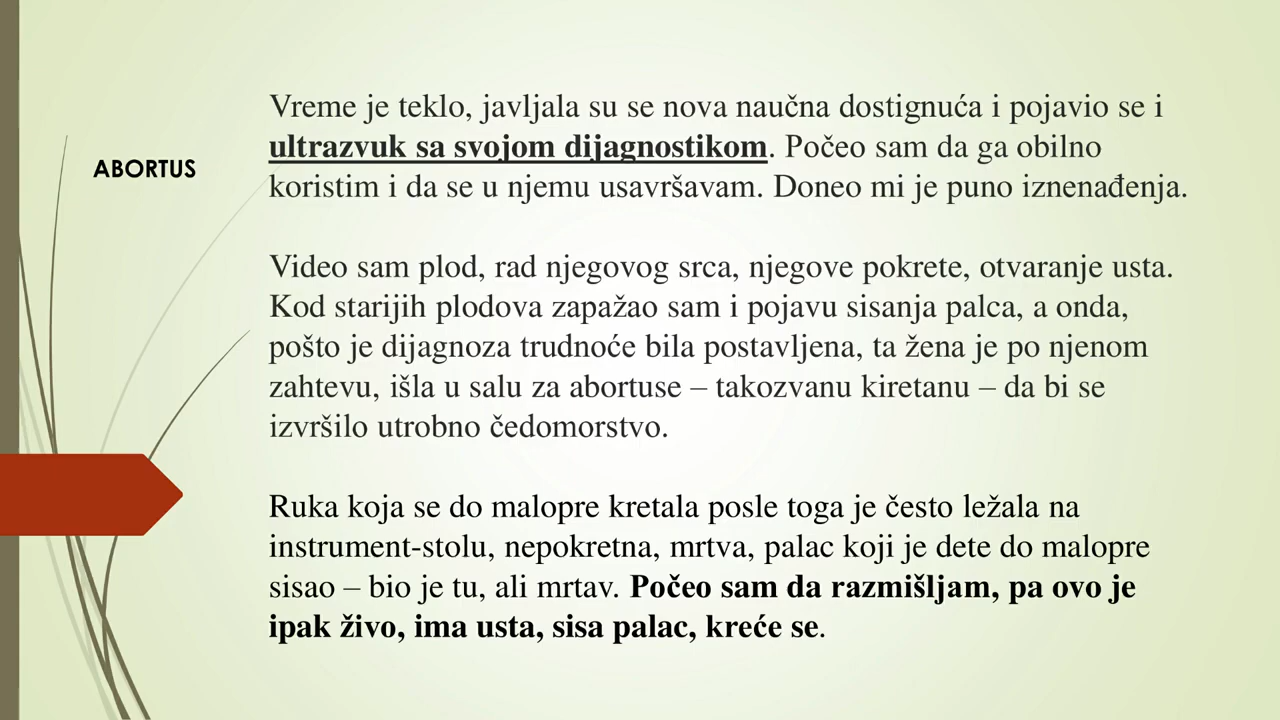 ABORTUS
Vreme je teklo, javljala su se nova naučna dostignuća i pojavio se i
ultrazvuk sa svojom dijagnostikom. Počeo sam da ga obilno
koristim i da se u njemu usavršavam. Doneo mi je puno iznenađenja.
Video sam plod, rad njegovog srca, njegove pokrete, otvaranje usta.
Kod starijih plodova zapažao sam i pojavu sisanja palca, a onda,
pošto je dijagnoza trudnoće bila postavljena, ta žena je po njenom
zahtevu, išla u salu za abortuse – takozvanu kiretanu – da bi se
izvršilo utrobno čedomorstvo.
Ruka koja se do malopre kretala posle toga je često ležala na
instrument-stolu, nepokretna, mrtva, palac koji je dete do malopre
sisao – bio je tu, ali mrtav. Počeo sam da razmišljam, pa ovo je
ipak živo, ima usta, sisa palac, kreće se.